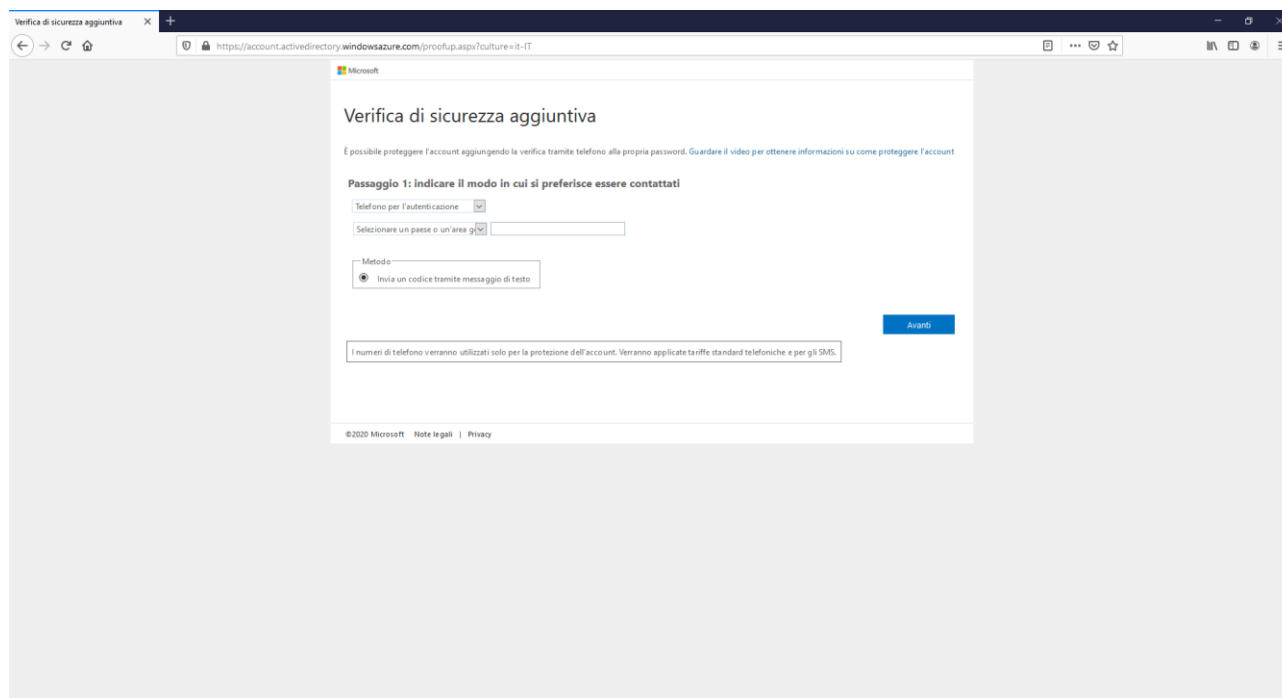 Verifica di sicurezza aggiuntiva
https://account.activedirectory.windowsazure.com/proofup.aspx?culture=it-IT
Microsoft
Verifica di sicurezza aggiuntiva
È possibile proteggere l'account aggiungendo la verifica tramite telefono alla propria password. Guardare il video per ottenere informazioni su come proteggere l'account
Passaggio 1: indicare il modo in cui si preferisce essere contattati
Telefono per l'autenticazione
Selezionare un paese o un'area g
Metodo
Invia un codice tramite messaggio di testo
Avanti
I numeri di telefono verranno utilizzati solo per la protezione dell'account. Verranno applicate tariffe standard telefoniche e per gli SMS.
©2020 Microsoft Note legali | Privacy